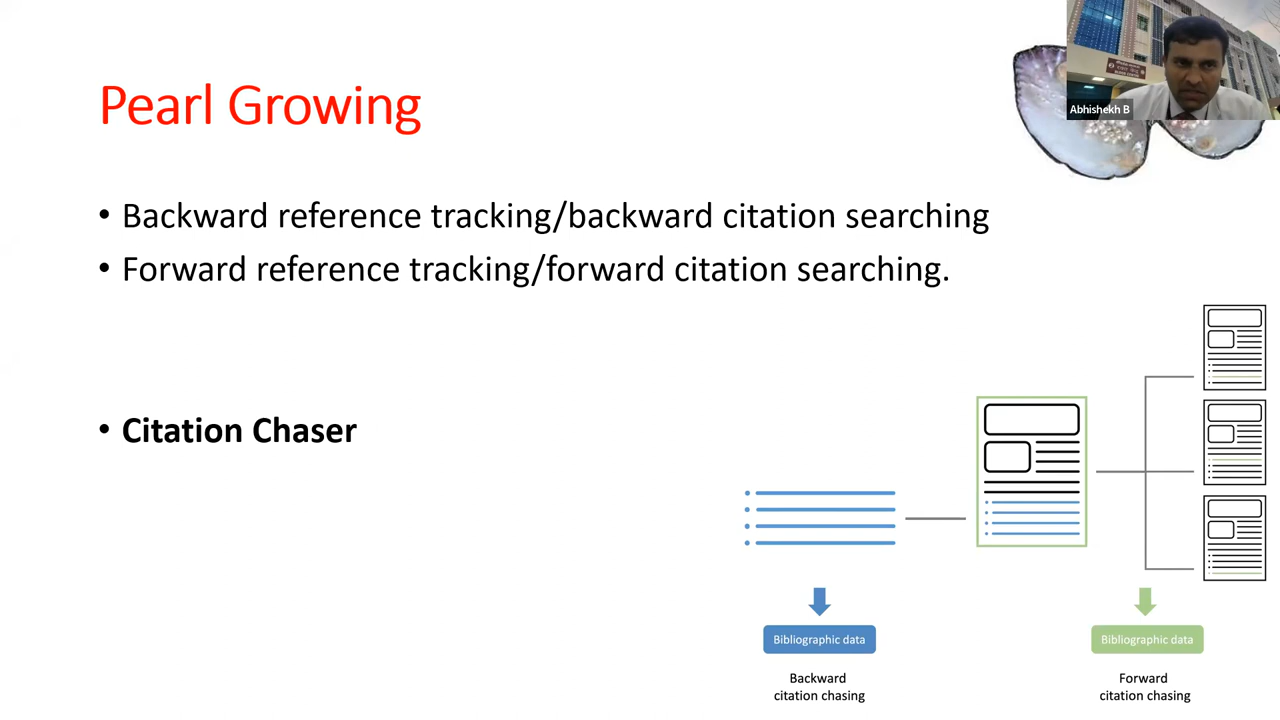 Pearl Growing
Abhishekh B
• Backward reference tracking/backward citation searching
• Forward reference tracking/forward citation searching.
• Citation Chaser
Bibliographic data
Bibliographic data
Backward
citation chasing
Forward
citation chasing